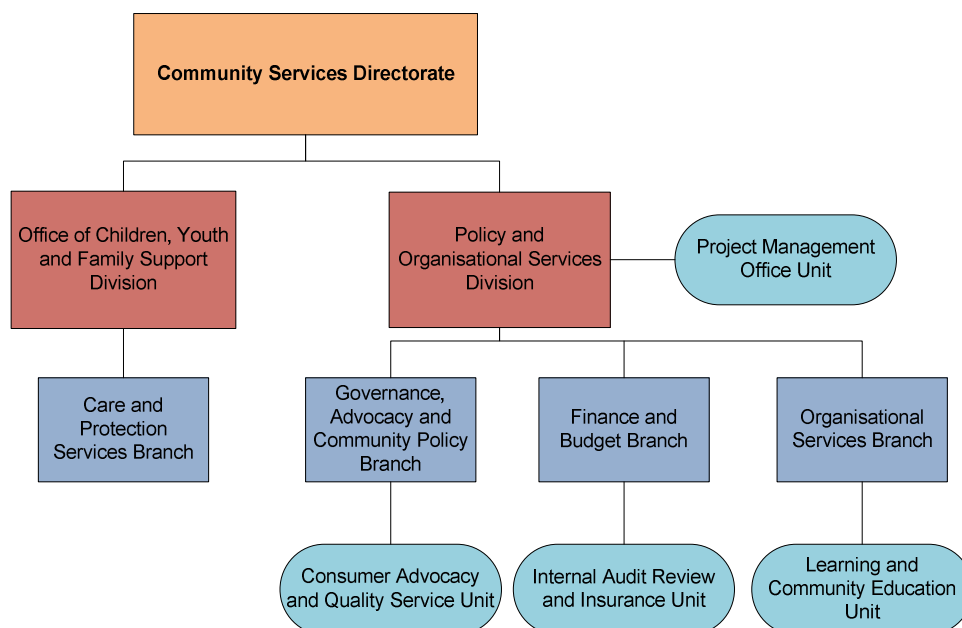 Community Services Directorate
Office of Children, Youth
and Family Support
Division
Policy and
Organisational Services
Division
Project Management
Office Unit
Care and
Protection
Services Branch
Governance,
Advocacy and
Community Policy
Branch
Finance and
Budget Branch
Organisational
Services Branch
Consumer Advocacy
and Quality Service Unit
Internal Audit Review
and Insurance Unit
Learning and
Community Education
Unit